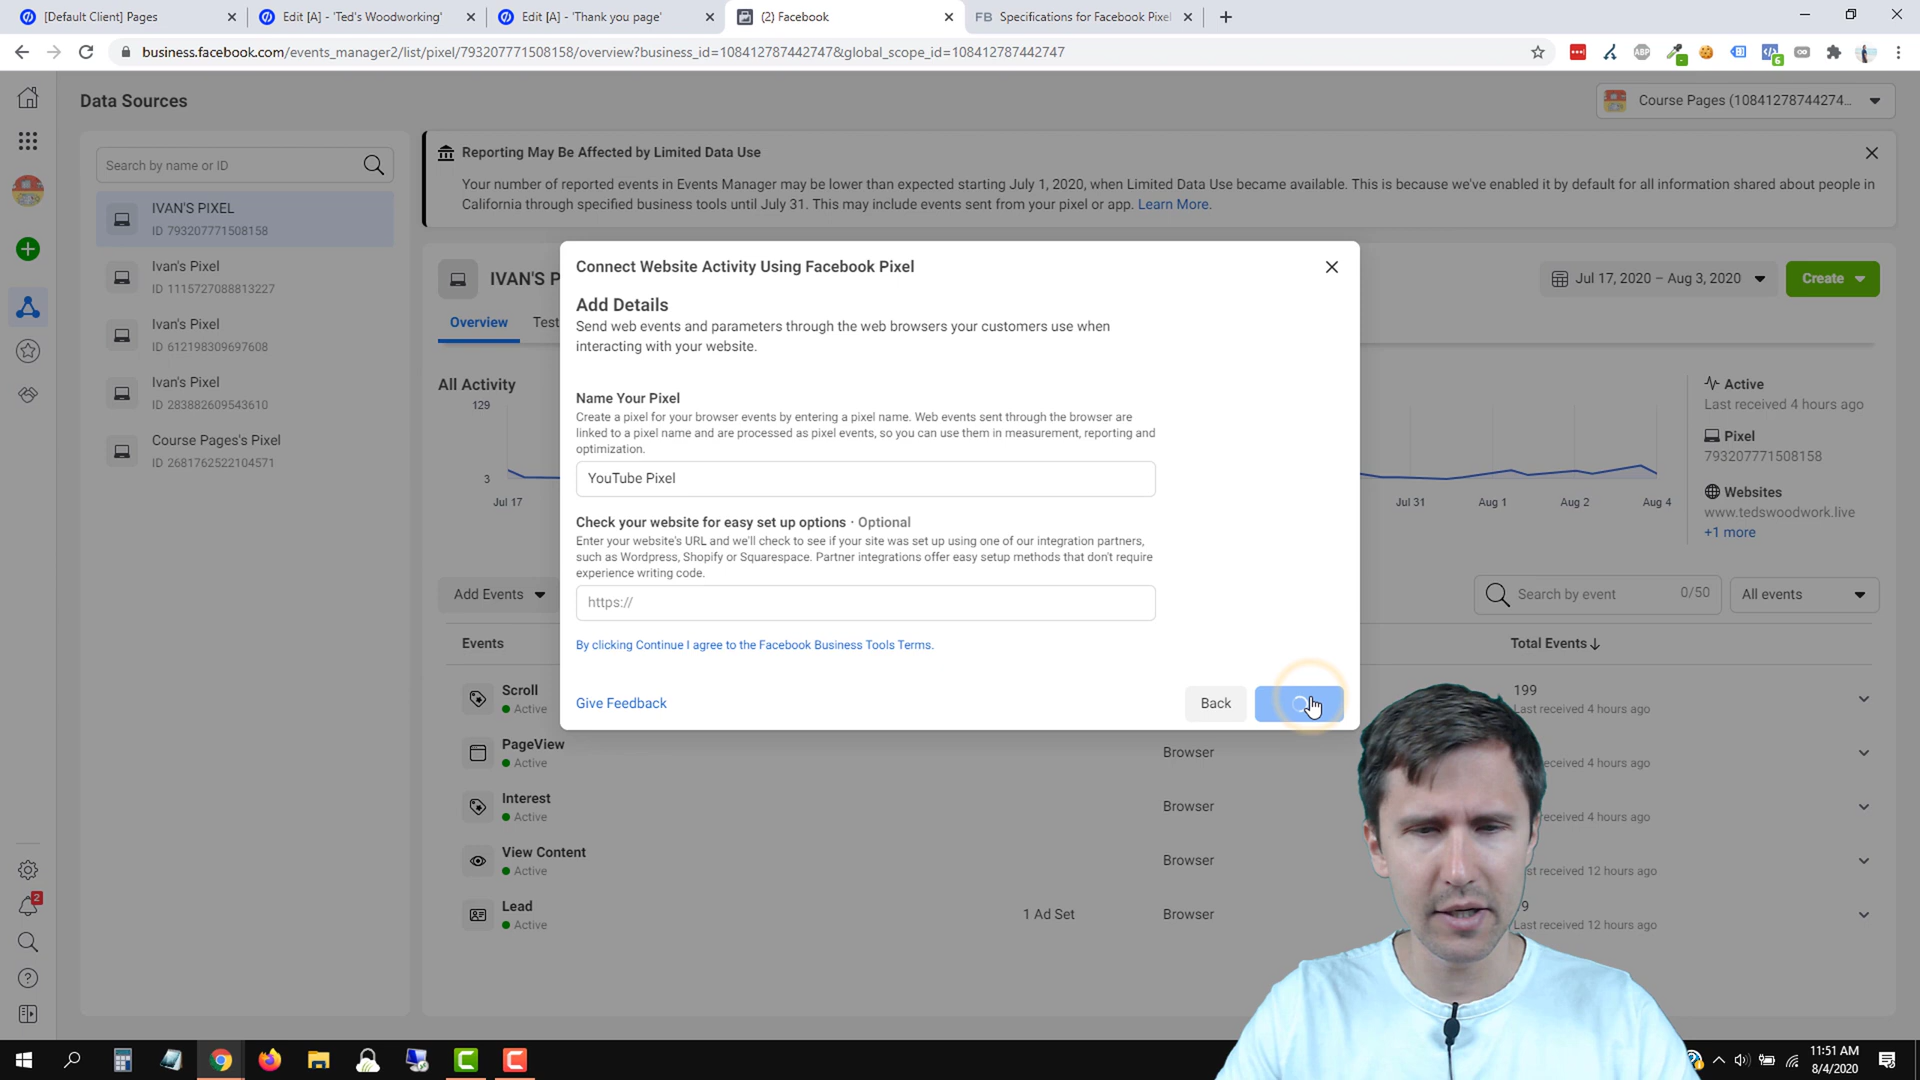 [Default Client] Pages
Edit [A] - 'Ted's Woodworking'
Edit [A] - 'Thank you page'
(2) Facebook
FB
Specifications for Facebook Pixel
business.facebook.com/events_manager2/list/pixel/793207771508158/overview?business_id=108412787442747&global_scope_id=108412787442747
ABP
6
Data Sources
Course Pages (10841278744274...
Search by name or ID
IVAN'S PIXEL
ID 793207771508158
Ivan's Pixel
ID 1115727088813227
Ivan's Pixel
ID 612198309697608
Ivan's Pixel
ID 283882609543610
Course Pages's Pixel
ID 2681762522104571
Reporting May Be Affected by Limited Data Use
Your number of reported events in Events Manager may be lower than expected starting July 1, 2020, when Limited Data Use became available. This is because we've enabled it by default for all information shared about people in
California through specified business tools until July 31. This may include events sent from your pixel or app. Learn More.
IVAN'S P
Jul 17, 2020 – Aug 3, 2020
Create
Overview
Test
All Activity
129
3
Jul 17
Jul 31
Aug 1
Aug 2
Aug 4
Active
Last received 4 hours ago
Pixel
793207771508158
Websites
www.tedswoodwork.live
+1 more
Connect Website Activity Using Facebook Pixel
Add Details
Send web events and parameters through the web browsers your customers use when
interacting with your website.
Name Your Pixel
Create a pixel for your browser events by entering a pixel name. Web events sent through the browser are
linked to a pixel name and are processed as pixel events, so you can use them in measurement, reporting and
optimization.
YouTube Pixel
Check your website for easy set up options · Optional
Enter your website's URL and we'll check to see if your site was set up using one of our integration partners,
such as Wordpress, Shopify or Squarespace. Partner integrations offer easy setup methods that don't require
experience writing code.
https://
By clicking Continue I agree to the Facebook Business Tools Terms.
Give Feedback
Back
Add Events
Search by event
0/50
All events
Events
Total Events
Scroll
Active
199
Last received 4 hours ago
PageView
Active
Browser
received 4 hours ago
Interest
Active
Browser
received 4 hours ago
View Content
Active
Browser
received 12 hours ago
Lead
Active
1 Ad Set
Browser
9
Last received 12 hours ago
2
11:51 AM
8/4/2020